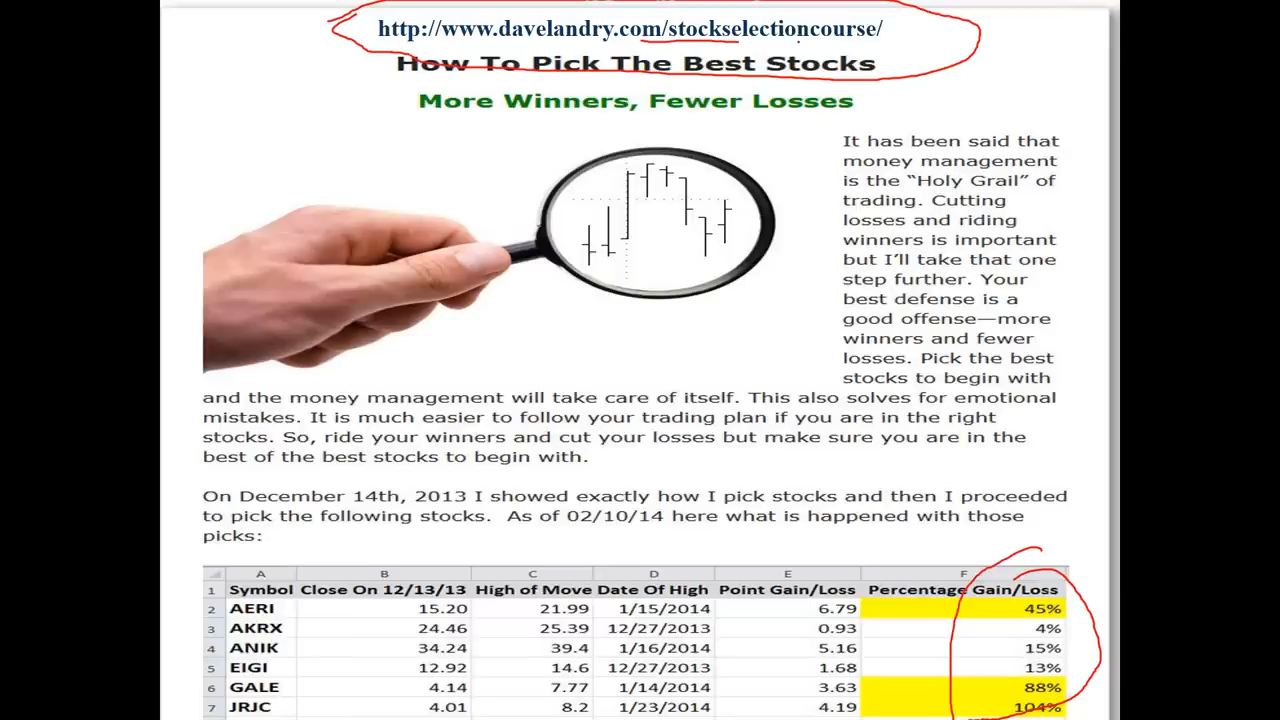 http://www.davelandry.com/stockselectioncourse/
How To Pick The Best Stocks
More Winners, Fewer Losses
It has been said that
money management
is the “Holy Grail” of
trading. Cutting
losses and riding
winners is important
but I’ll take that one
step further. Your
best defense is a
good offense—more
winners and fewer
losses. Pick the best
stocks to begin with
and the money management will take care of itself. This also solves for emotional
mistakes. It is much easier to follow your trading plan if you are in the right
stocks. So, ride your winners and cut your losses but make sure you are in the
best of the best stocks to begin with.
On December 14th, 2013 I showed exactly how I pick stocks and then I proceeded
to pick the following stocks. As of 02/10/14 here what is happened with those
picks:
A B C D E F
1 Symbol Close On 12/13/13 High of Move Date Of High Point Gain/Loss Percentage Gain/Loss
2 AERI 15.20 21.99 1/15/2014 6.79 45%
3 AKRX 24.46 25.39 12/27/2013 0.93 4%
4 ANIK 34.24 39.4 1/16/2014 5.16 15%
5 EIGI 12.92 14.6 12/27/2013 1.68 13%
6 GALE 4.14 7.77 1/14/2014 3.63 88%
7 JRJC 4.01 8.2 1/23/2014 4.19 104%